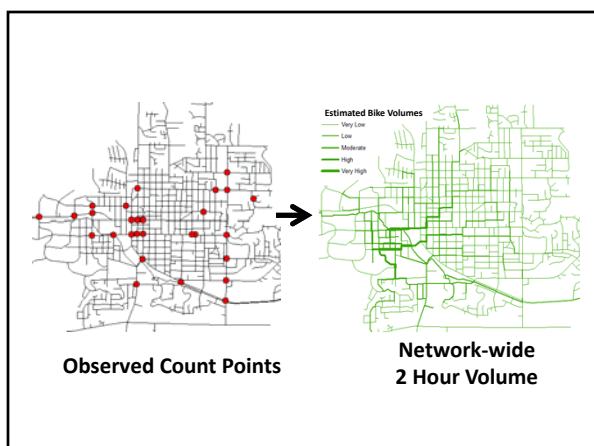 Estimated Bike Volumes
Very Low
Low
Moderate
High
Very High
Observed Count Points
Network-wide
2 Hour Volume